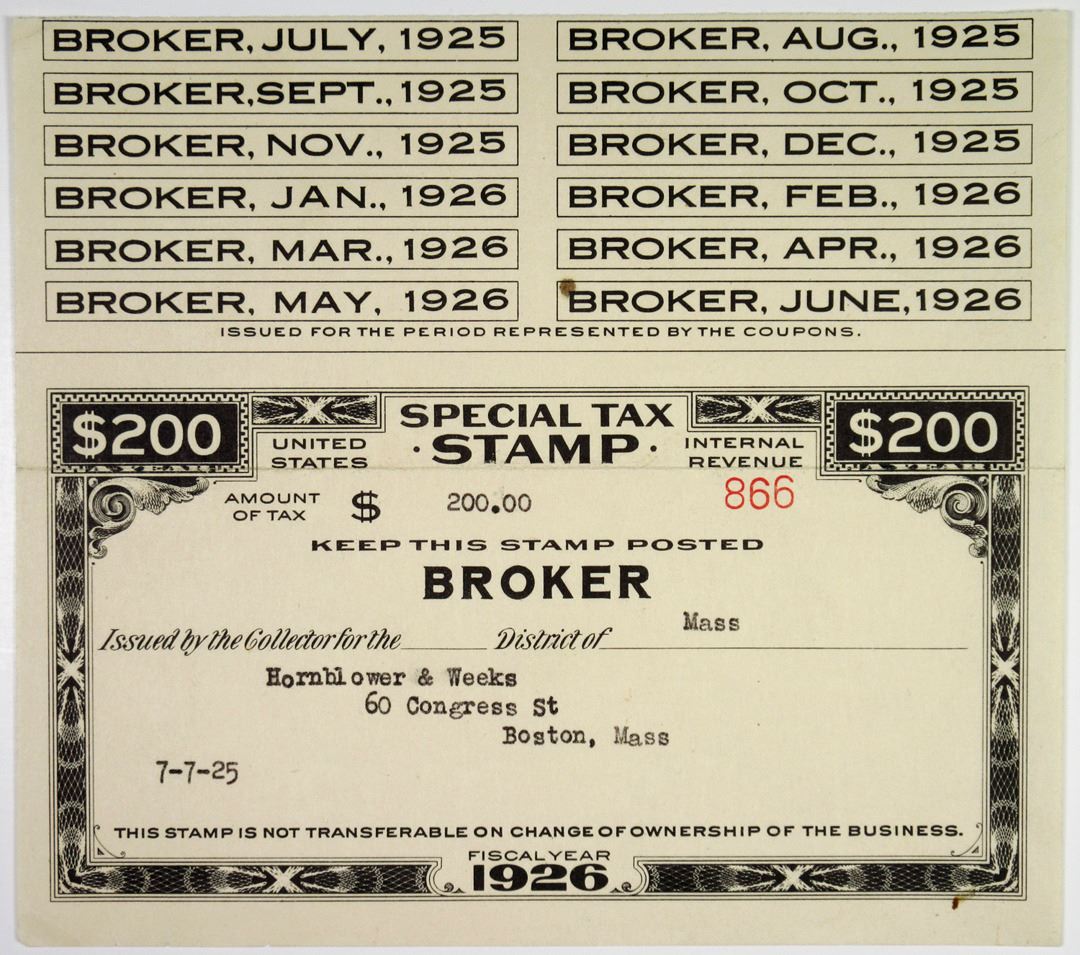 BROKER, JULY, 1925 BROKER, AUG., 1925
BROKER, SEPT., 1925 BROKER, OCT., 1925
BROKER, NOV., 1925 BROKER, DEC., 1925
BROKER, JAN., 1926 BROKER, FEB., 1926
BROKER, MAR., 1926 BROKER, APR., 1926
BROKER, MAY, 1926 BROKER, JUNE, 1926
ISSUED FOR THE PERIOD REPRESENTED BY THE COUPONS.
$200 SPECIAL TAX $200
UNITED STATES · STAMP · INTERNAL REVENUE
A YEAR A YEAR
866
AMOUNT OF TAX $ 200.00
KEEP THIS STAMP POSTED
BROKER
Issued by the Collector for the District of Mass
Hornblower & Weeks
60 Congress St
Boston, Mass
7-7-25
THIS STAMP IS NOT TRANSFERABLE ON CHANGE OF OWNERSHIP OF THE BUSINESS.
FISCAL YEAR
1926